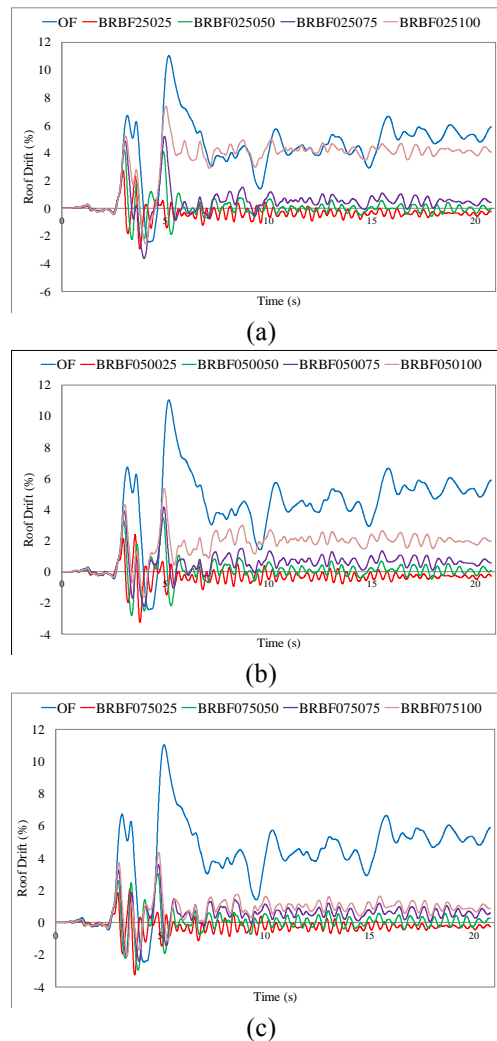 OF BRBF25025 BRBF025050 BRBF025075 BRBF025100
12
10
8
6
4
2
0
-2
-4
-6
0 5 10 15 20
Roof Drift (%)
Time (s)
(a)
OF BRBF050025 BRBF050050 BRBF050075 BRBF050100
12
10
8
6
4
2
0
-2
-4
0 5 10 15 20
Roof Drift (%)
Time (s)
(b)
OF BRBF075025 BRBF075050 BRBF075075 BRBF075100
12
10
8
6
4
2
0
-2
-4
0 5 10 15 20
Roof Drift (%)
Time (s)
(c)